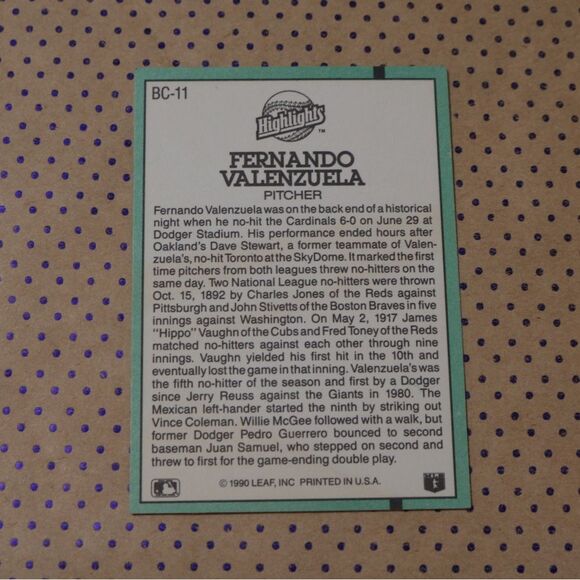 BC-11
Highlights™
FERNANDO
VALENZUELA
PITCHER
Fernando Valenzuela was on the back end of a historical
night when he no-hit the Cardinals 6-0 on June 29 at
Dodger Stadium. His performance ended hours after
Oakland's Dave Stewart, a former teammate of Valen-
zuela's, no-hit Toronto at the SkyDome. It marked the first
time pitchers from both leagues threw no-hitters on
the same day. Two National League no-hitters were thrown
Oct. 15, 1892 by Charles Jones of the Reds against
Pittsburgh and John Stivetts of the Boston Braves in five
innings against Washington. On May 2, 1917 James
"Hippo" Vaughn of the Cubs and Fred Toney of the Reds
matched no-hitters against each other through nine
innings. Vaughn yielded his first hit in the 10th and
eventually lost the game in that inning. Valenzuela's was
the fifth no-hitter of the season and first by a Dodger
since Jerry Reuss against the Giants in 1980. The
Mexican left-hander started the ninth by striking out
Vince Coleman. Willie McGee followed with a walk, but
former Dodger Pedro Guerrero bounced to second
baseman Juan Samuel, who stepped on second and
threw to first for the game-ending double play.
© 1990 LEAF, INC PRINTED IN U.S.A.